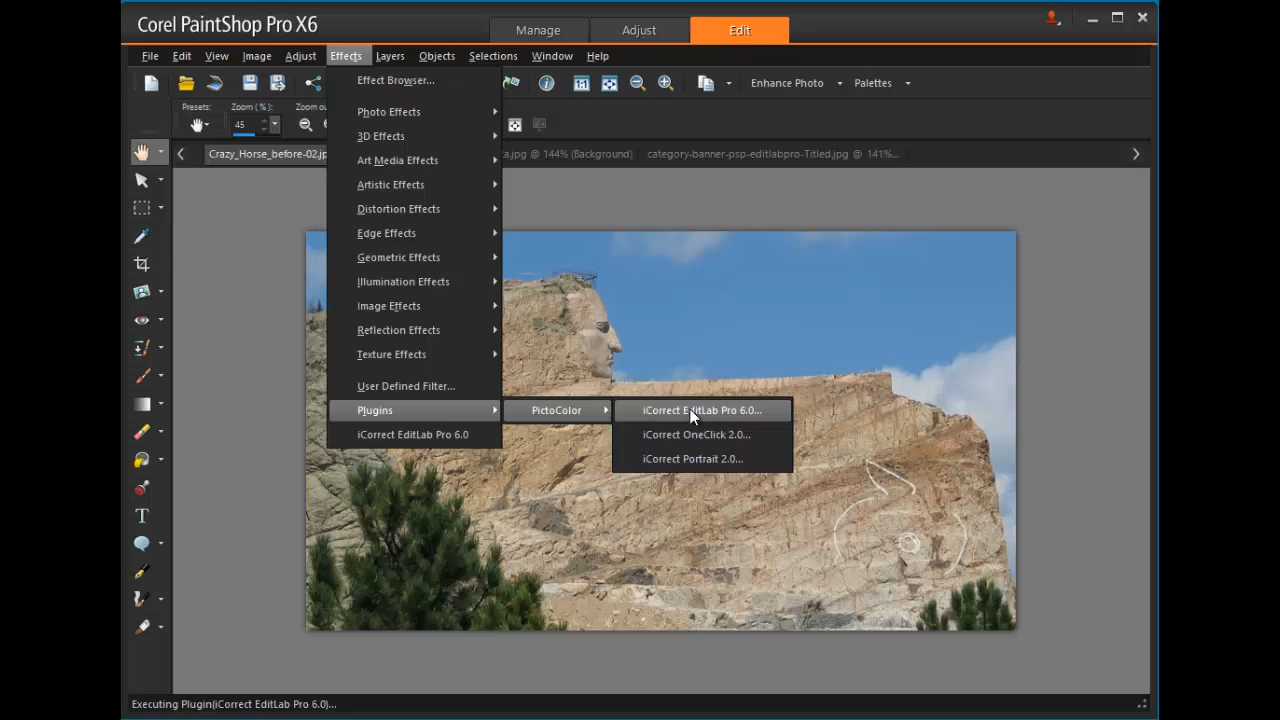 Corel PaintShop Pro X6
Manage Adjust Edit
File Edit View Image Adjust Effects Layers Objects Selections Window Help
Enhance Photo Palettes
Presets: Zoom (%): Zoom
45
Crazy_Horse_before-02.jp @ 144% (Background) category-banner-psp-editlabpro-Titled.jpg @ 141%...
Effect Browser...
Photo Effects
3D Effects
Art Media Effects
Artistic Effects
Distortion Effects
Edge Effects
Geometric Effects
Illumination Effects
Image Effects
Reflection Effects
Texture Effects
User Defined Filter...
Plugins PictoColor iCorrect EditLab Pro 6.0...
iCorrect EditLab Pro 6.0 iCorrect OneClick 2.0...
iCorrect Portrait 2.0...
Executing Plugin(iCorrect EditLab Pro 6.0)...